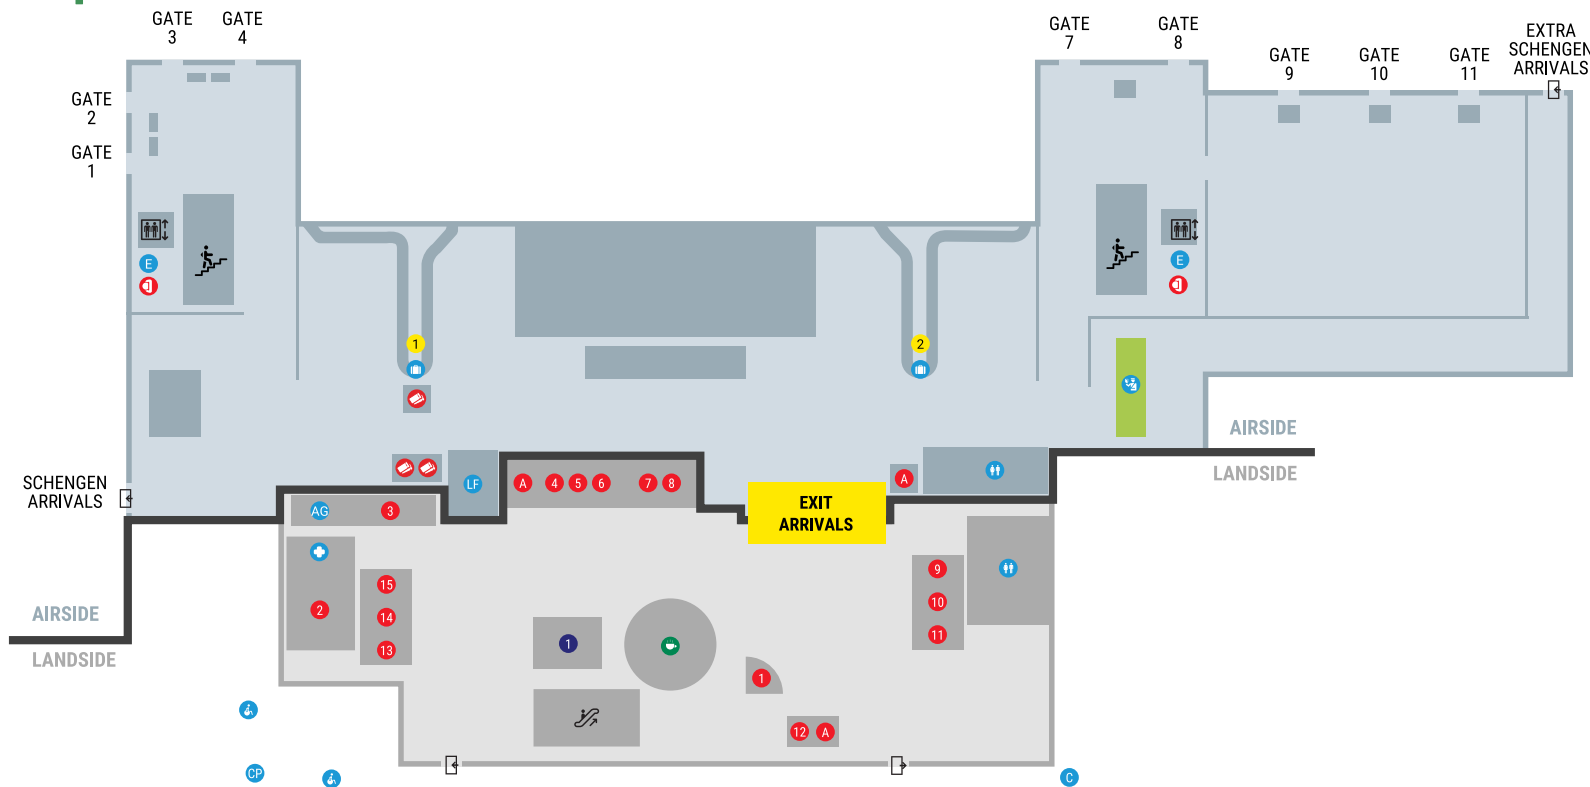 GATE
3
GATE
4
GATE
7
GATE
8
GATE
9
GATE
10
GATE
11
EXTRA
SCHENGEN
ARRIVALS
GATE
2
GATE
1
E
E
1
2
AIRSIDE
LANDSIDE
SCHENGEN
ARRIVALS
LF
A
4
5
6
7
8
A
EXIT
ARRIVALS
AG
3
2
15
14
13
9
10
11
AIRSIDE
LANDSIDE
1
1
12
A
CP
C